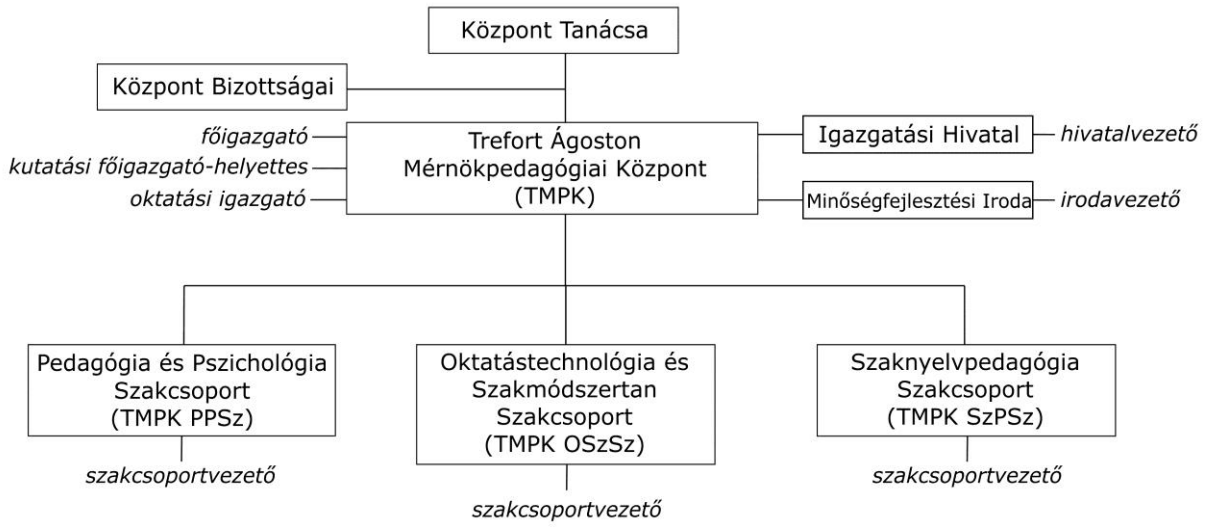 Központ Tanácsa
Központ Bizottságai
főigazgató
kutatási főigazgató-helyettes
oktatási igazgató
Trefort Ágoston
Mérnökpedagógiai Központ
(TMPK)
Igazgatási Hivatal
hivatalvezető
Minőségfejlesztési Iroda
irodavezető
Pedagógia és Pszichológia
Szakcsoport
(TMPK PPSz)
szakcsoportvezető
Oktatástechnológia és
Szakmódszertan
Szakcsoport
(TMPK OSzSz)
szakcsoportvezető
Szaknyelvpedagógia
Szakcsoport
(TMPK SzPSz)
szakcsoportvezető